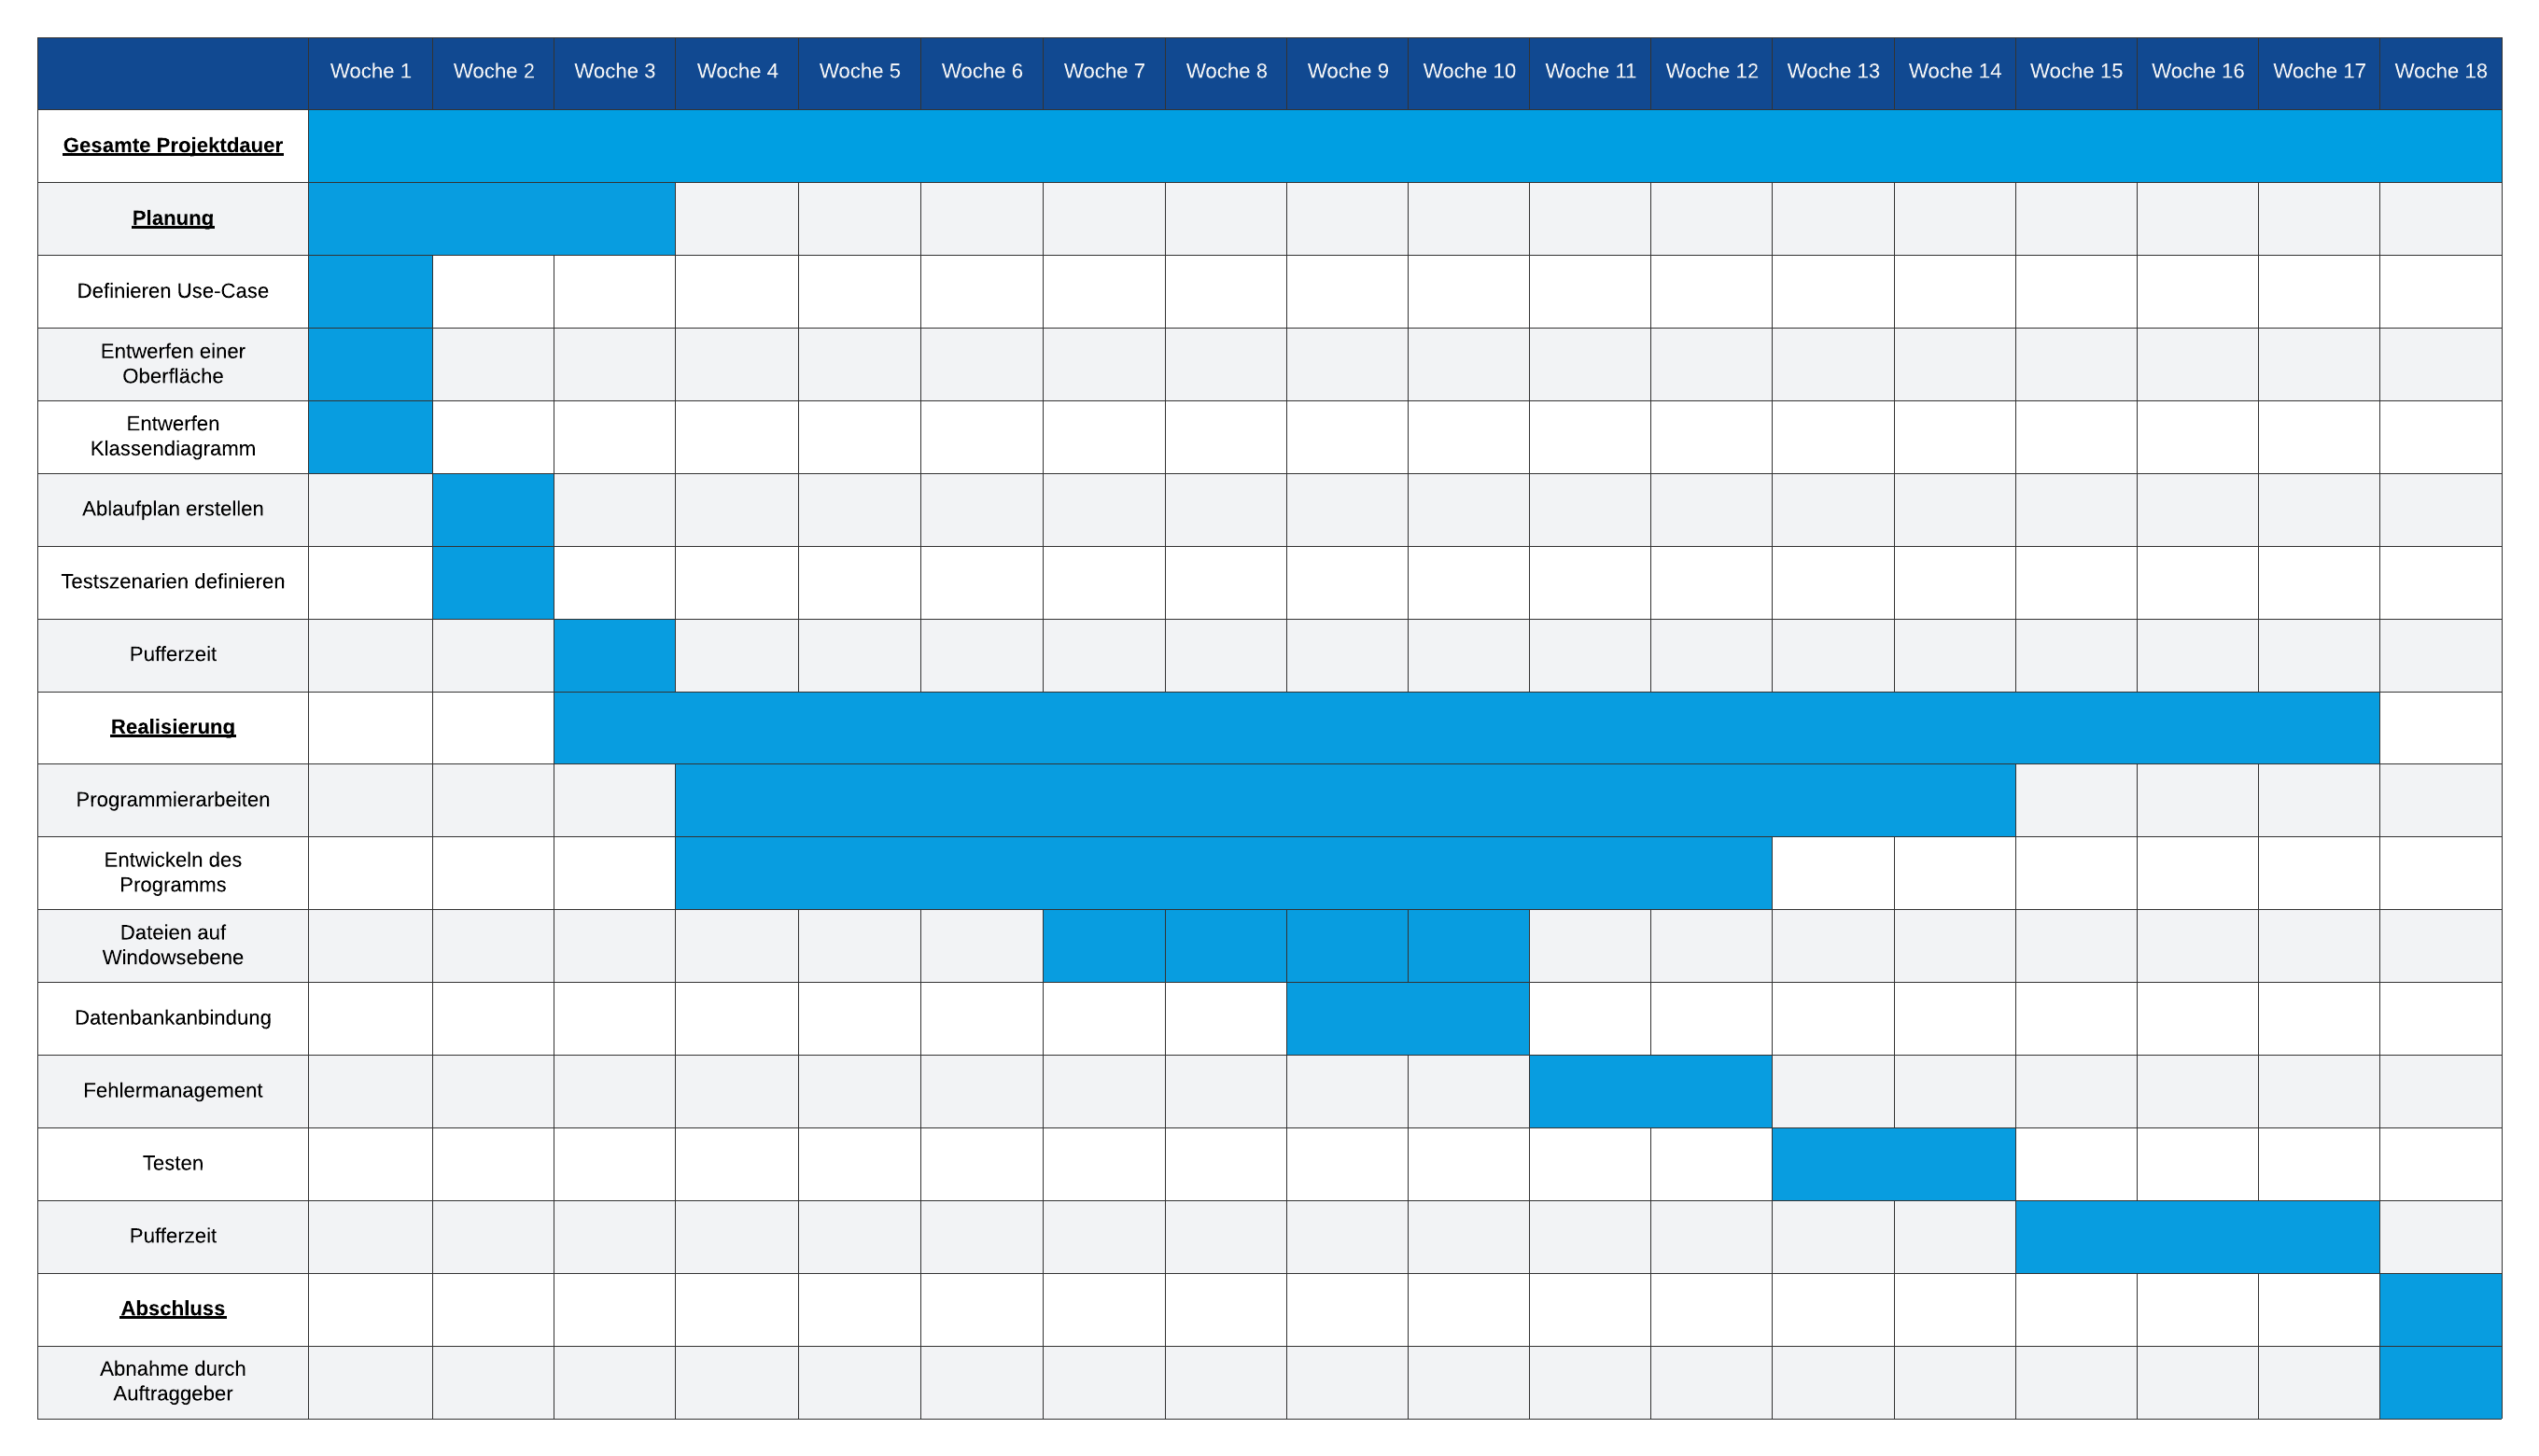 Woche 1 Woche 2 Woche 3 Woche 4 Woche 5 Woche 6 Woche 7 Woche 8 Woche 9 Woche 10 Woche 11 Woche 12 Woche 13 Woche 14 Woche 15 Woche 16 Woche 17 Woche 18
Gesamte Projektdauer
Planung
Definieren Use-Case
Entwerfen einer
Oberfläche
Entwerfen
Klassendiagramm
Ablaufplan erstellen
Testszenarien definieren
Pufferzeit
Realisierung
Programmierarbeiten
Entwickeln des
Programms
Dateien auf
Windowsebene
Datenbankanbindung
Fehlermanagement
Testen
Pufferzeit
Abschluss
Abnahme durch
Auftraggeber